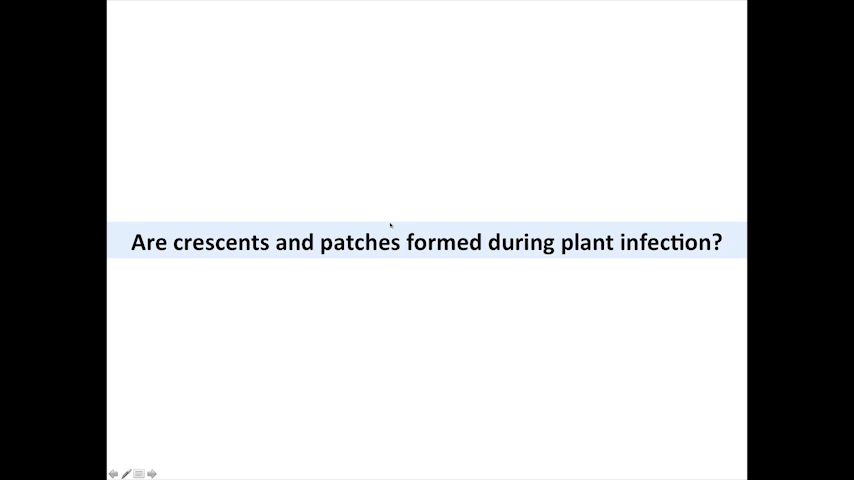 Are crescents and patches formed during plant infection?